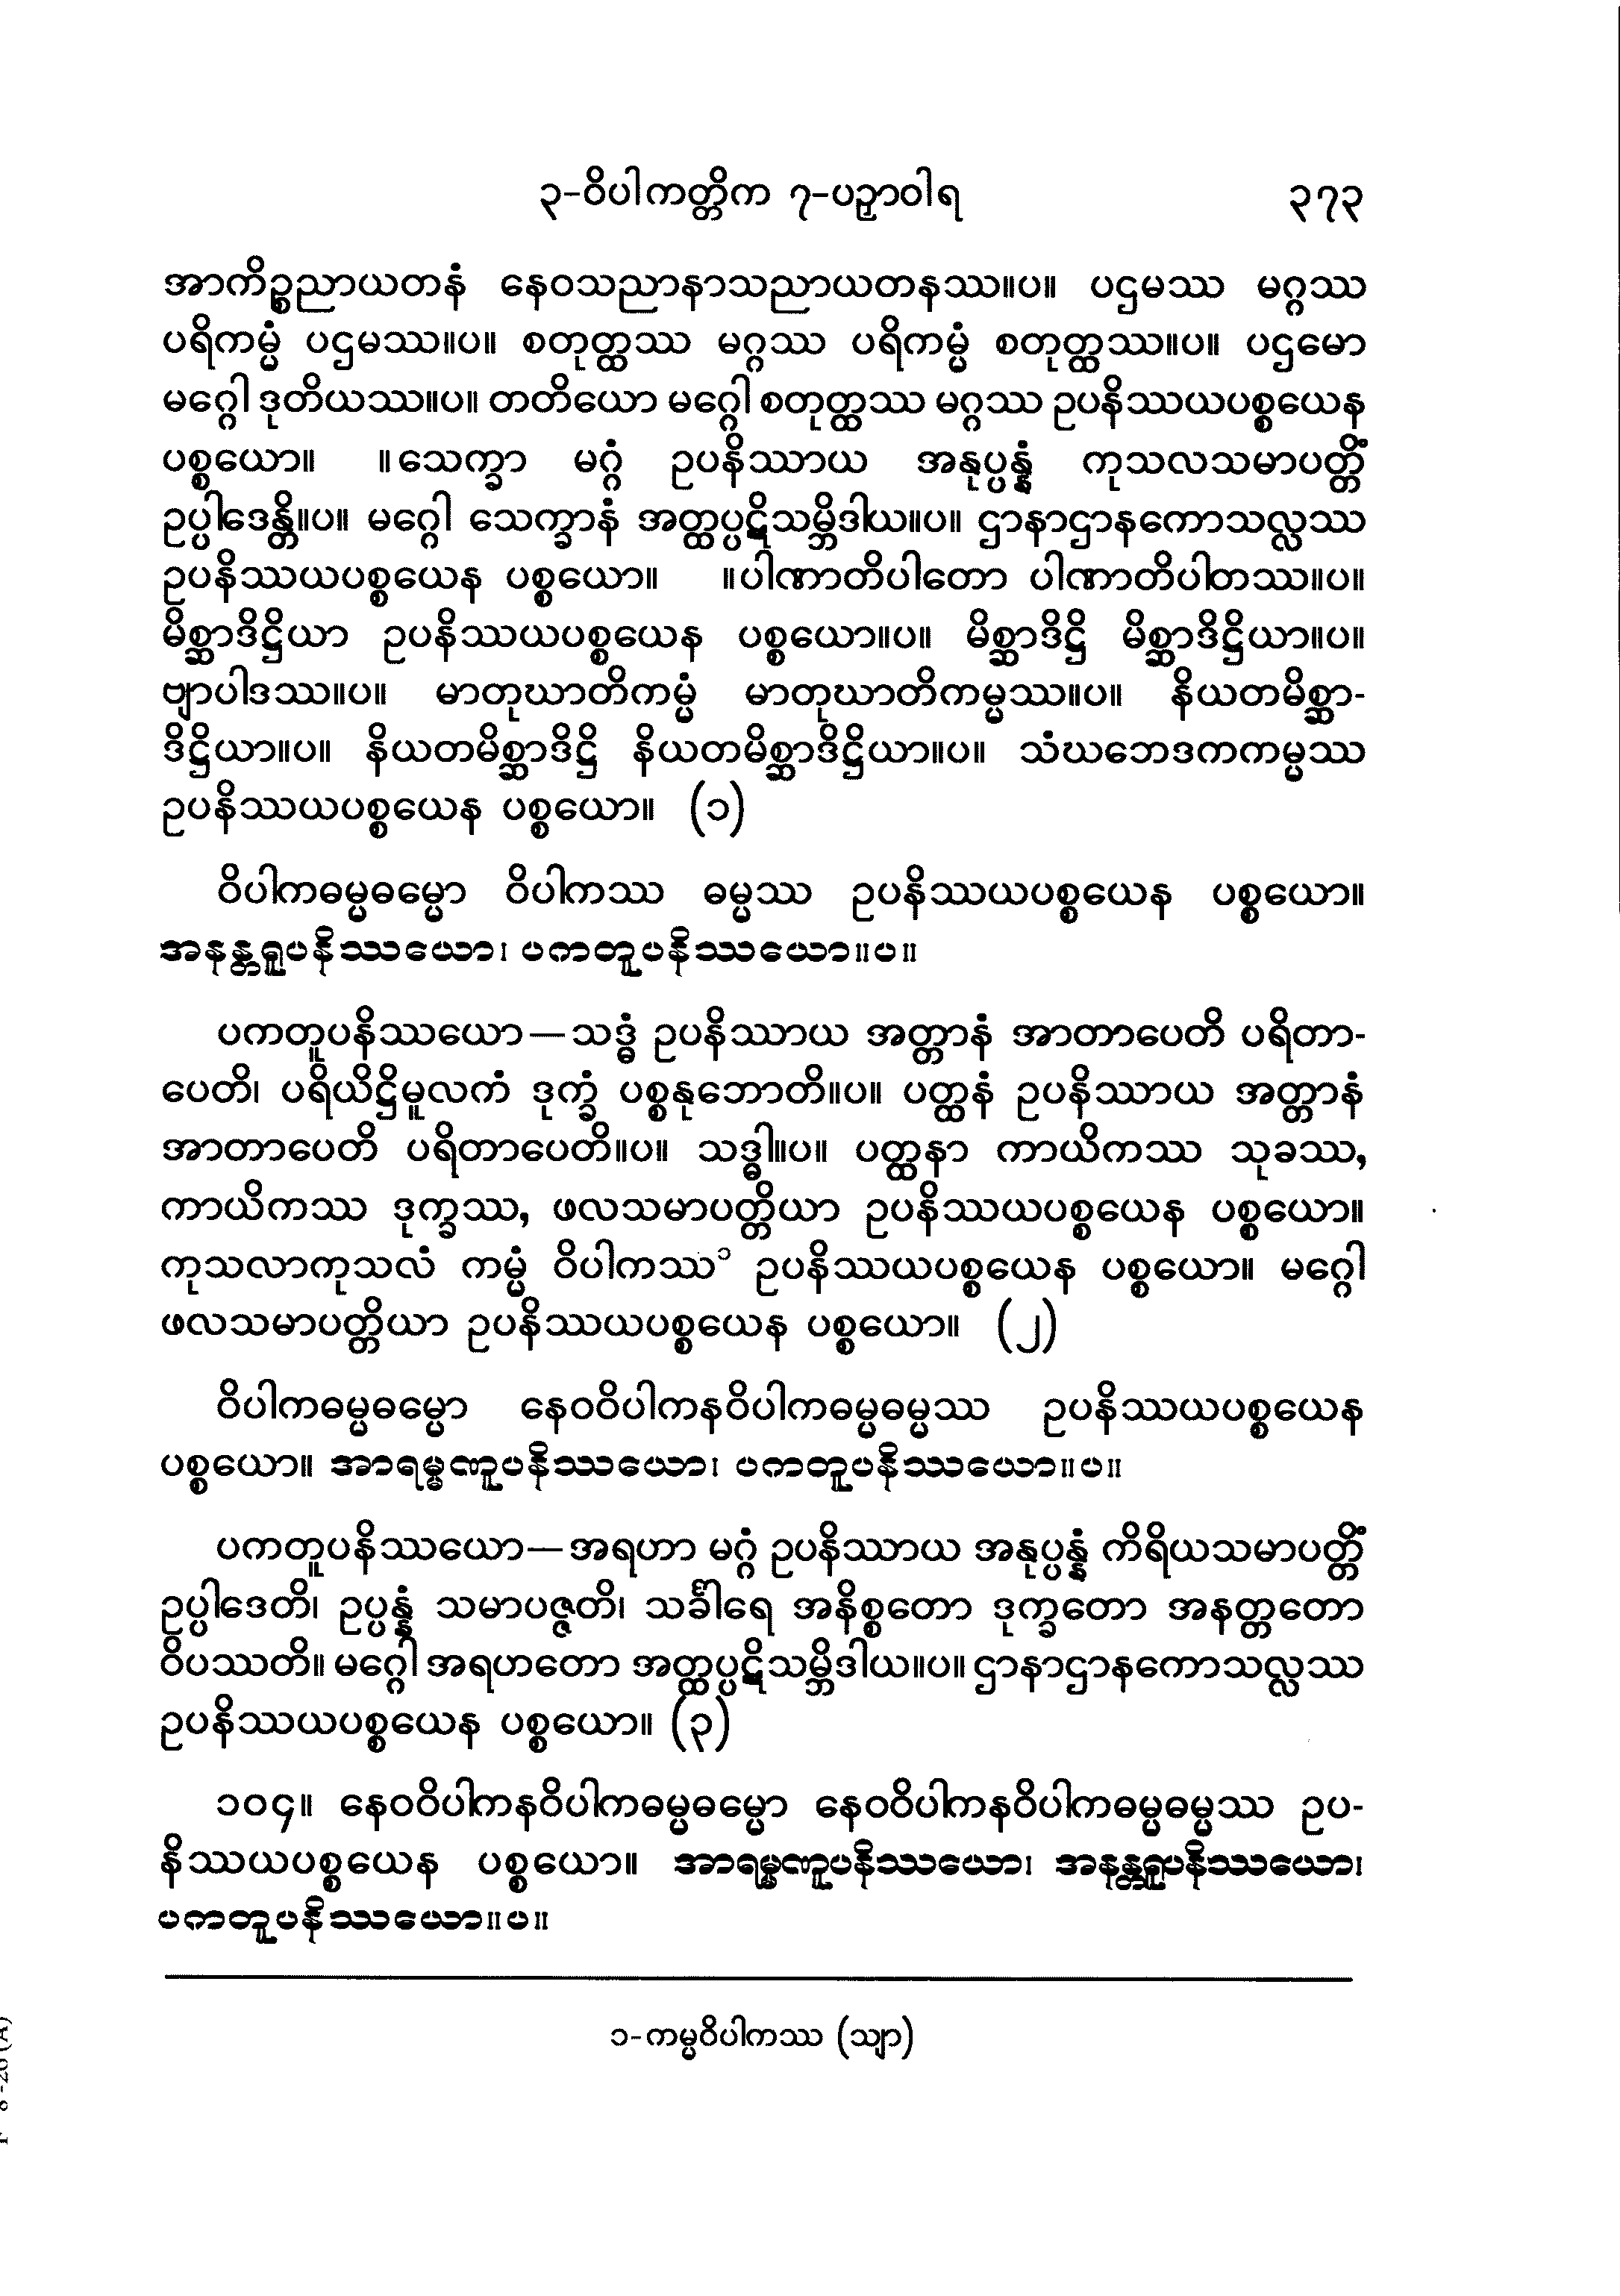 ၃-ဝိပါကတ္တိက ၇-ပဉှာဝါရ ၃၇၃
အာကိဉ္စညာယတနံ နေဝသညာနာသညာယတနဿ။ပ။ ပဌမဿ မဂ္ဂဿ
ပရိကမ္မံ ပဌမဿ။ပ။ စတုတ္ထဿ မဂ္ဂဿ ပရိကမ္မံ စတုတ္ထဿ။ပ။ ပဌမော
မဂ္ဂေါ ဒုတိယဿ။ပ။ တတိယော မဂ္ဂေါ စတုတ္ထဿ မဂ္ဂဿ ဥပနိဿယပစ္စယေန
ပစ္စယော။ ။သေက္ခာ မဂ္ဂံ ဥပနိဿာယ အနုပ္ပန္နံ ကုသလသမာပတ္တိံ
ဥပ္ပါဒေန္တိ။ပ။ မဂ္ဂေါ သေက္ခာနံ အတ္ထပ္ပဋိသမ္ဘိဒါယ။ပ။ ဌာနာဌာနကောသလ္လဿ
ဥပနိဿယပစ္စယေန ပစ္စယော။ ။ပါဏာတိပါတော ပါဏာတိပါတဿ။ပ။
မိစ္ဆာဒိဋ္ဌိယာ ဥပနိဿယပစ္စယေန ပစ္စယော။ပ။ မိစ္ဆာဒိဋ္ဌိ မိစ္ဆာဒိဋ္ဌိယာ။ပ။
ဗျာပါဒဿ။ပ။ မာတုဃာတိကမ္မံ မာတုဃာတိကမ္မဿ။ပ။ နိယတမိစ္ဆာ-
ဒိဋ္ဌိယာ။ပ။ နိယတမိစ္ဆာဒိဋ္ဌိ နိယတမိစ္ဆာဒိဋ္ဌိယာ။ပ။ သံဃဘေဒကကမ္မဿ
ဥပနိဿယပစ္စယေန ပစ္စယော။ (၁)
ဝိပါကဓမ္မဓမ္မော ဝိပါကဿ ဓမ္မဿ ဥပနိဿယပစ္စယေန ပစ္စယော။
အနန္တရူပနိဿယော၊ ပကတူပနိဿယော။ပ။
ပကတူပနိဿယော—သဒ္ဓံ ဥပနိဿာယ အတ္တာနံ အာတာပေတိ ပရိတာ-
ပေတိ၊ ပရိယိဋ္ဌိမူလကံ ဒုက္ခံ ပစ္စနုဘောတိ။ပ။ ပတ္ထနံ ဥပနိဿာယ အတ္တာနံ
အာတာပေတိ ပရိတာပေတိ။ပ။ သဒ္ဓါ။ပ။ ပတ္ထနာ ကာယိကဿ သုခဿ,
ကာယိကဿ ဒုက္ခဿ, ဖလသမာပတ္တိယာ ဥပနိဿယပစ္စယေန ပစ္စယော။
ကုသလာကုသလံ ကမ္မံ ဝိပါကဿ၁ ဥပနိဿယပစ္စယေန ပစ္စယော။ မဂ္ဂေါ
ဖလသမာပတ္တိယာ ဥပနိဿယပစ္စယေန ပစ္စယော။ (၂)
ဝိပါကဓမ္မဓမ္မော နေဝဝိပါကနဝိပါကဓမ္မဓမ္မဿ ဥပနိဿယပစ္စယေန
ပစ္စယော။ အာရမ္မဏူပနိဿယော၊ ပကတူပနိဿယော။ပ။
ပကတူပနိဿယော—အရဟာ မဂ္ဂံ ဥပနိဿာယ အနုပ္ပန္နံ ကိရိယသမာပတ္တိံ
ဥပ္ပါဒေတိ၊ ဥပ္ပန္နံ သမာပဇ္ဇတိ၊ သင်္ခါရေ အနိစ္စတော ဒုက္ခတော အနတ္တတော
ဝိပဿတိ။ မဂ္ဂေါ အရဟတော အတ္ထပ္ပဋိသမ္ဘိဒါယ။ပ။ ဌာနာဌာနကောသလ္လဿ
ဥပနိဿယပစ္စယေန ပစ္စယော။ (၃)
၁၀၄။ နေဝဝိပါကနဝိပါကဓမ္မဓမ္မော နေဝဝိပါကနဝိပါကဓမ္မဓမ္မဿ ဥပ-
နိဿယပစ္စယေန ပစ္စယော။ အာရမ္မဏူပနိဿယော၊ အနန္တရူပနိဿယော၊
ပကတူပနိဿယော။ပ။
၁-ကမ္မဝိပါကဿ (သျာ)